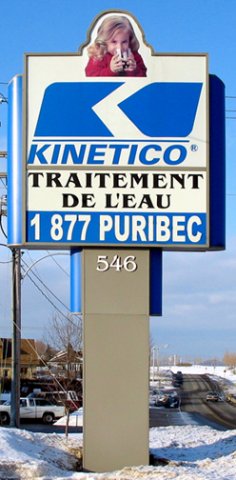 KINETICO®
TRAITEMENT
DE L'EAU
1 877 PURIBEC
546